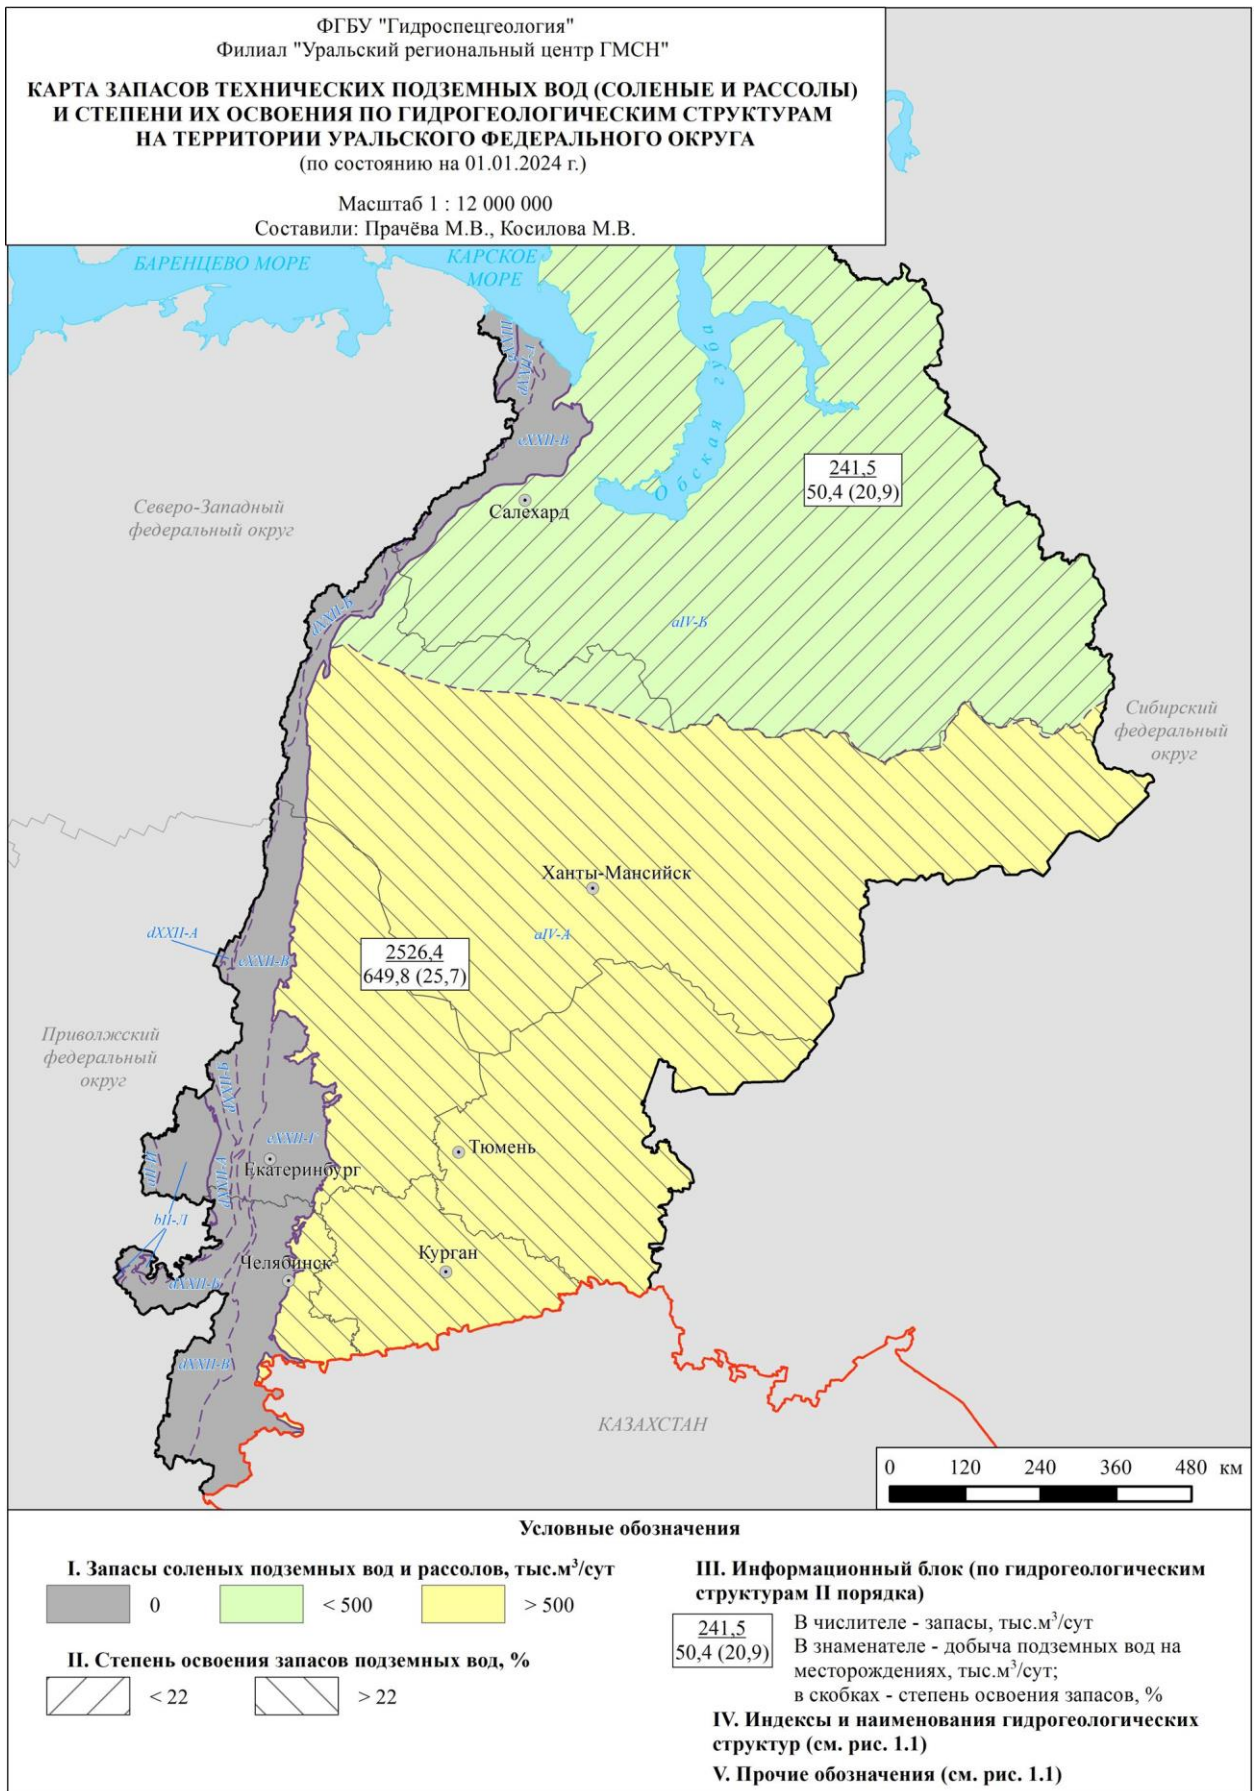 ФГБУ "Гидроспецгеология"
Филиал "Уральский региональный центр ГМСН"
КАРТА ЗАПАСОВ ТЕХНИЧЕСКИХ ПОДЗЕМНЫХ ВОД (СОЛЕНЫЕ И РАССОЛЫ)
И СТЕПЕНИ ИХ ОСВОЕНИЯ ПО ГИДРОГЕОЛОГИЧЕСКИМ СТРУКТУРАМ
НА ТЕРРИТОРИИ УРАЛЬСКОГО ФЕДЕРАЛЬНОГО ОКРУГА
(по состоянию на 01.01.2024 г.)
Масштаб 1 : 12 000 000
Составили: Прачёва М.В., Косилова М.В.
БАРЕНЦЕВО МОРЕ
КАРСКОЕ
МОРЕ
dXXII-А
cXXII-В
Обская губа
241,5
50,4 (20,9)
Салехард
Северо-Западный
федеральный округ
dXXII-Б
aIV-Б
Сибирский
федеральный
округ
Ханты-Мансийск
dXXII-А
cXXII-В
aIV-А
2526,4
649,8 (25,7)
Приволжский
федеральный
округ
dXXII-Б
cXXII-Г
Тюмень
Екатеринбург
dXXII-А
bII-Л
Челябинск
Курган
dXXII-Б
dXXII-В
КАЗАХСТАН
0 120 240 360 480 км
Условные обозначения
I. Запасы соленых подземных вод и рассолов, тыс.м³/сут
0 < 500 > 500
II. Степень освоения запасов подземных вод, %
< 22 > 22
III. Информационный блок (по гидрогеологическим
структурам II порядка)
241,5
50,4 (20,9)
В числителе - запасы, тыс.м³/сут
В знаменателе - добыча подземных вод на
месторождениях, тыс.м³/сут;
в скобках - степень освоения запасов, %
IV. Индексы и наименования гидрогеологических
структур (см. рис. 1.1)
V. Прочие обозначения (см. рис. 1.1)